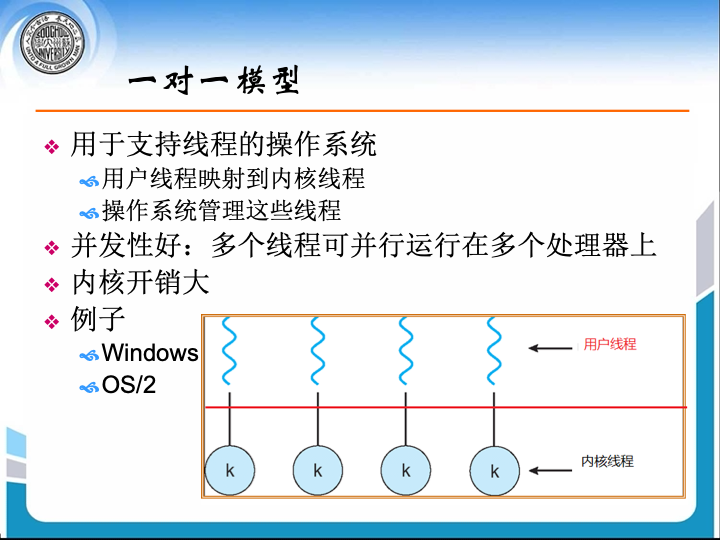 一对一模型
用于支持线程的操作系统
用户线程映射到内核线程
操作系统管理这些线程
并发性好：多个线程可并行运行在多个处理器上
内核开销大
例子
Windows
OS/2
用户线程
k k k k
内核线程